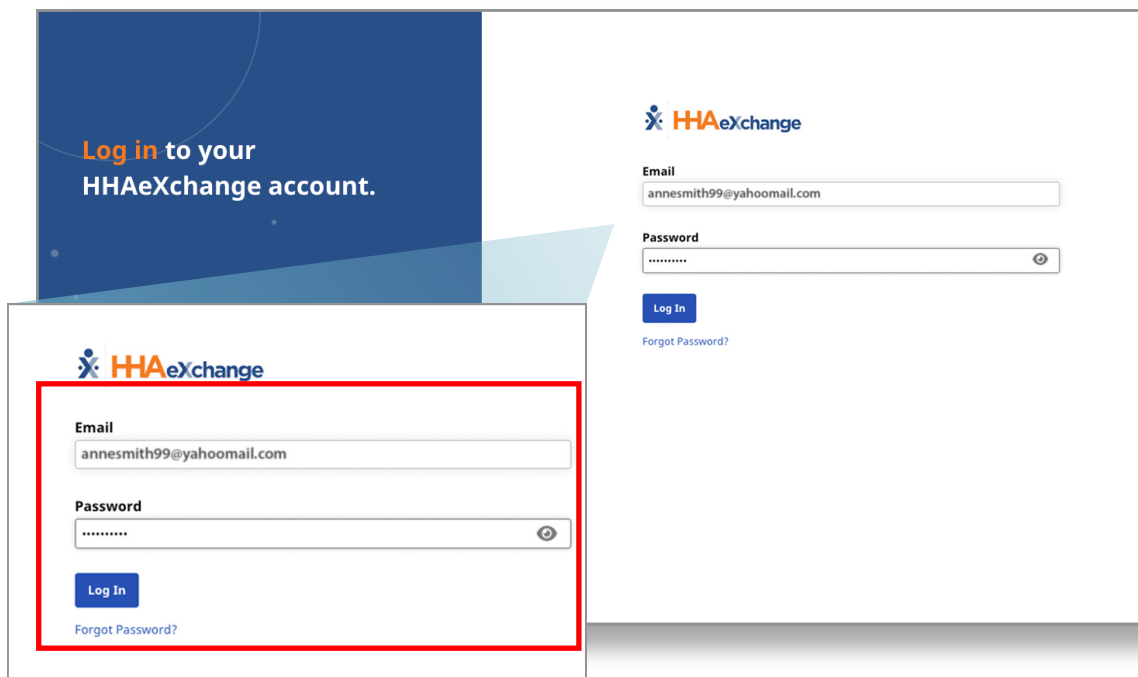 Log in to your
HHAeXchange account.
HHAeXchange
Email
annesmith99@yahoomail.com
Password
••••••••••
Log In
Forgot Password?
HHAeXchange
Email
annesmith99@yahoomail.com
Password
••••••••••
Log In
Forgot Password?